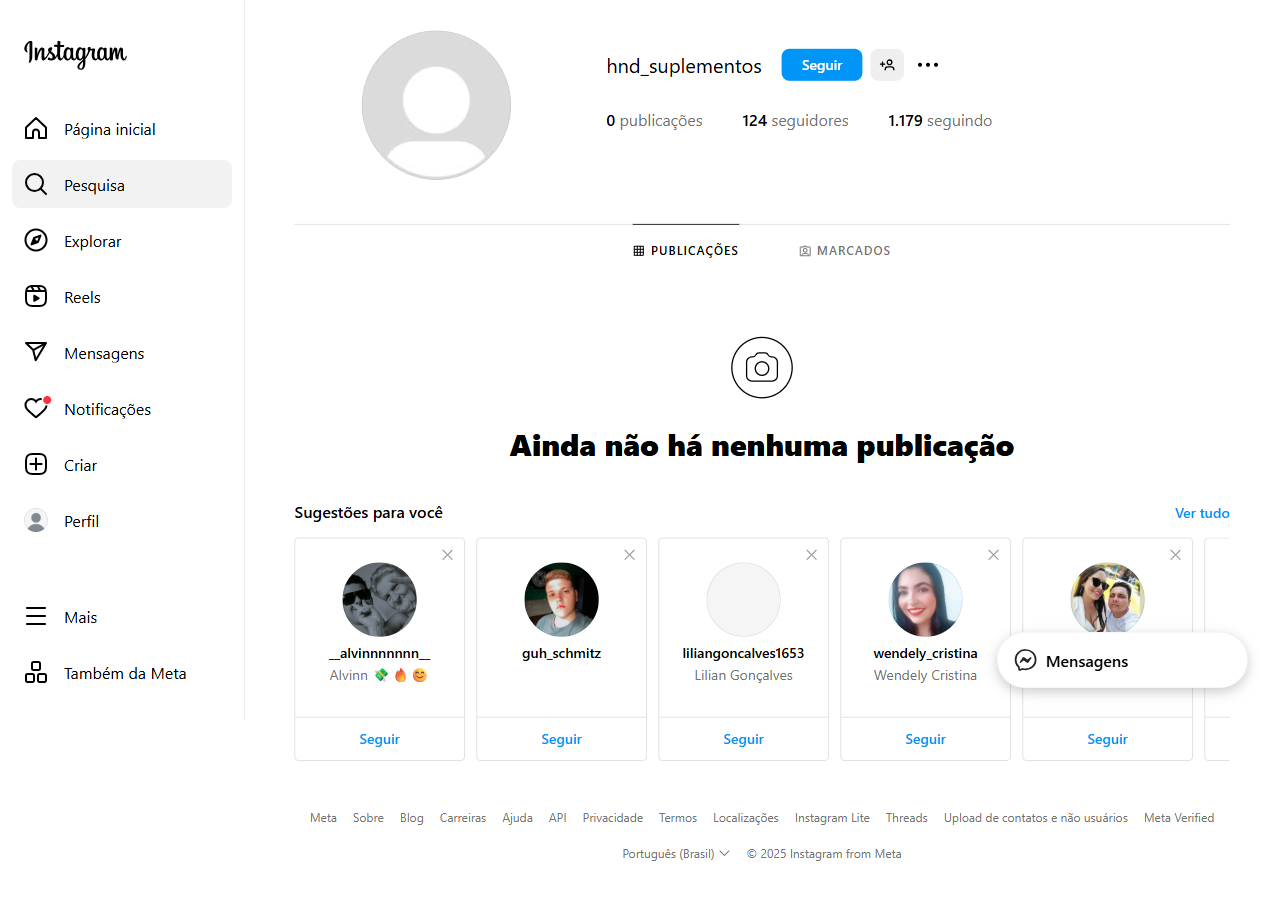 Instagram
Página inicial
Pesquisa
Explorar
Reels
Mensagens
Notificações
Criar
Perfil
Mais
Também da Meta
hnd_suplementos Seguir
0 publicações 124 seguidores 1.179 seguindo
PUBLICAÇÕES MARCADOS
Ainda não há nenhuma publicação
Sugestões para você Ver tudo
__alvinnnnnnn__
Alvinn 💸 🔥 😊
Seguir
guh_schmitz
Seguir
liliangoncalves1653
Lilian Gonçalves
Seguir
wendely_cristina
Wendely Cristina
Seguir
Seguir
Mensagens
Meta Sobre Blog Carreiras Ajuda API Privacidade Termos Localizações Instagram Lite Threads Upload de contatos e não usuários Meta Verified
Português (Brasil) © 2025 Instagram from Meta